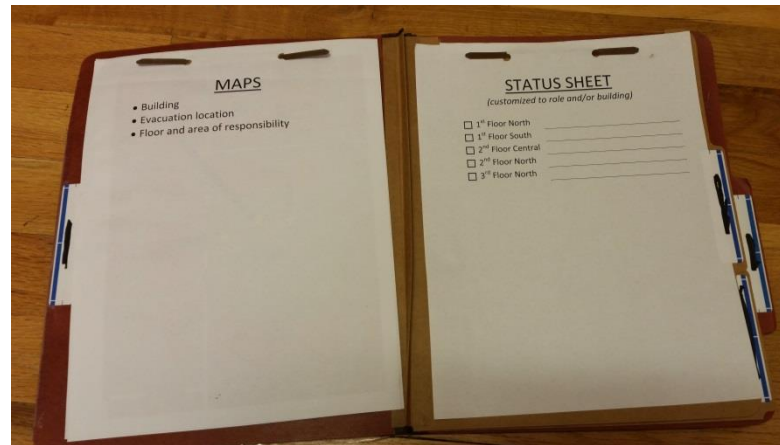 MAPS
• Building
• Evacuation location
• Floor and area of responsibility
STATUS SHEET
(customized to role and/or building)
☐ 1st Floor North
☐ 1st Floor South
☐ 2nd Floor Central
☐ 2nd Floor North
☐ 3rd Floor North